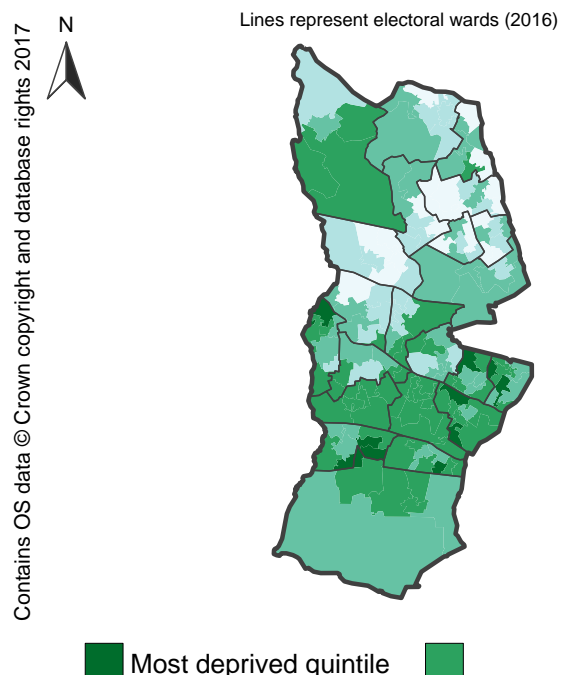 Lines represent electoral wards (2016)
N
Contains OS data © Crown copyright and database rights 2017
Most deprived quintile